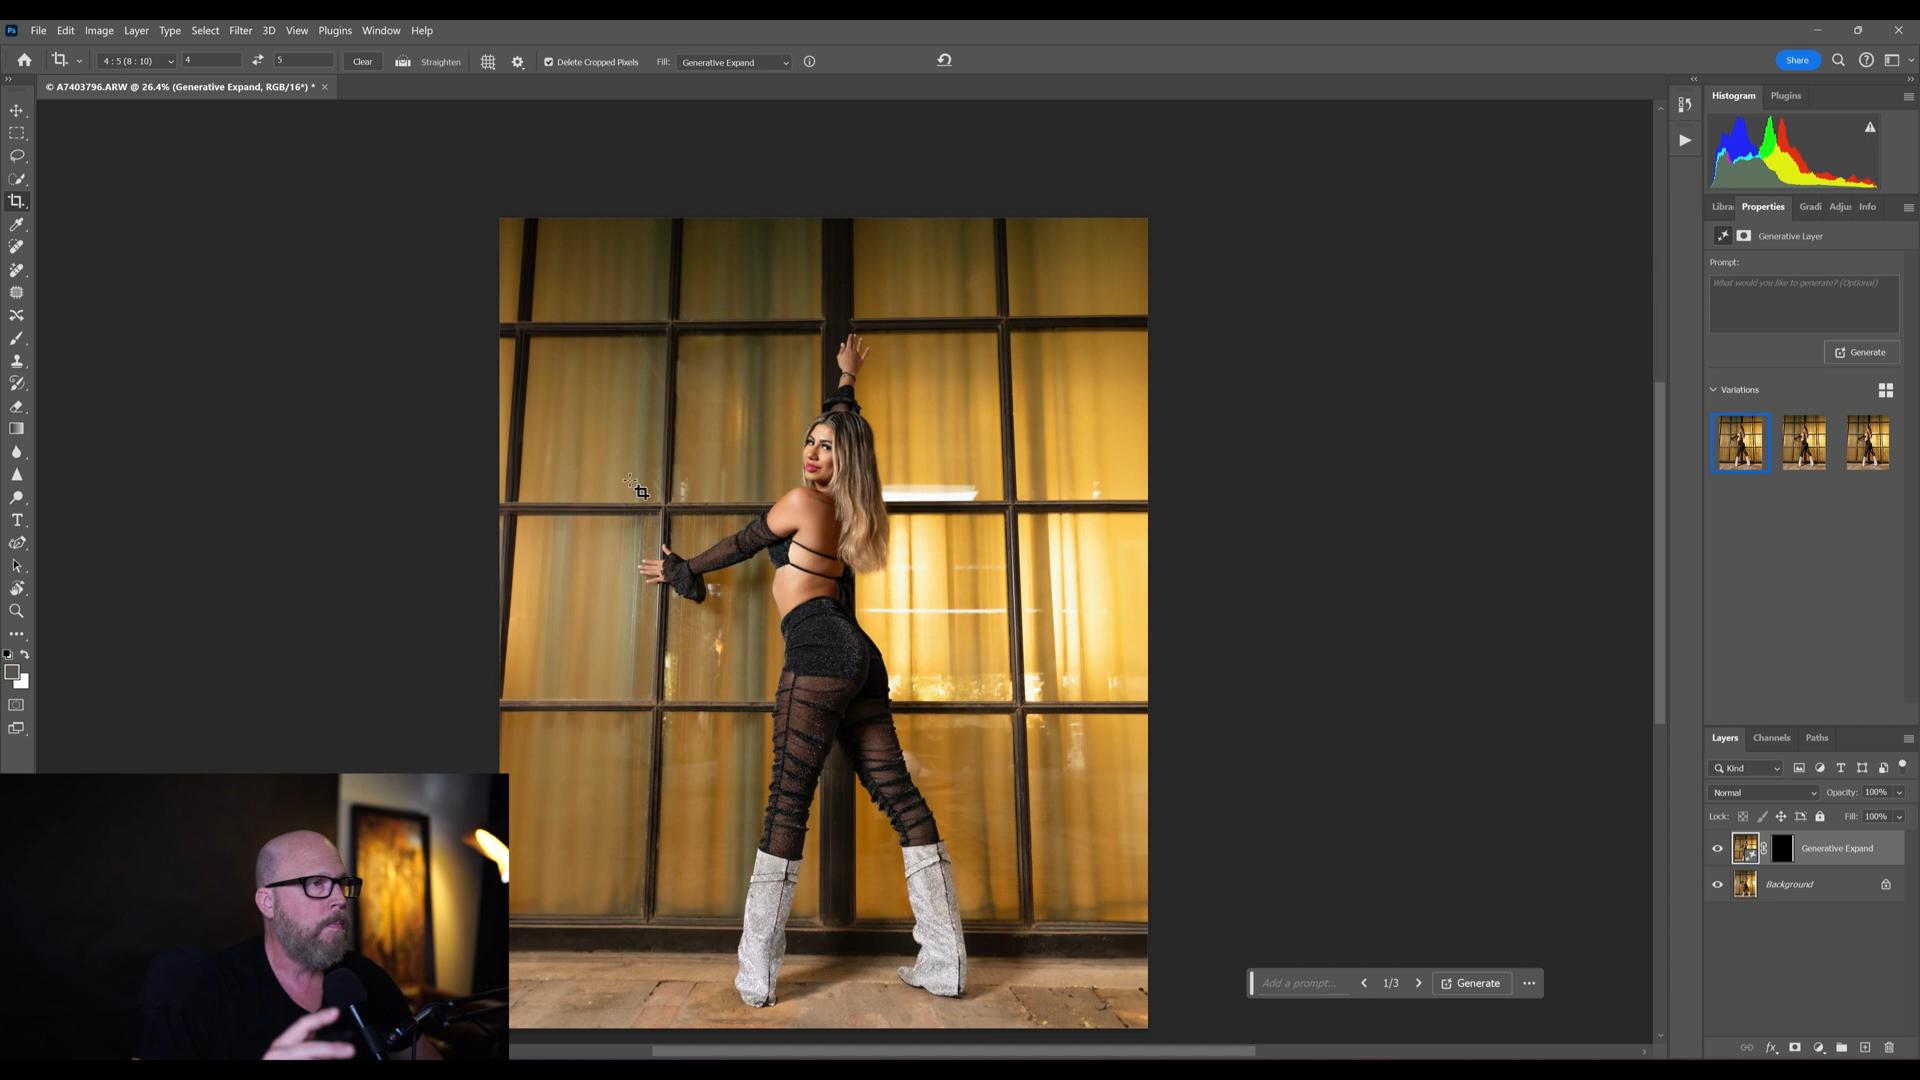 Ps File Edit Image Layer Type Select Filter 3D View Plugins Window Help
4 : 5 (8 : 10) 4 5 Clear Straighten Delete Cropped Pixels Fill: Generative Expand Share
© A7403796.ARW @ 26.4% (Generative Expand, RGB/16*) * ×
Histogram Plugins
Libra Properties Gradi Adjus Info
Generative Layer
Prompt:
What would you like to generate? (Optional)
Generate
Variations
Layers Channels Paths
Kind
Normal Opacity: 100%
Lock: Fill: 100%
Generative Expand
Background
Add a prompt... 1/3 Generate
fx